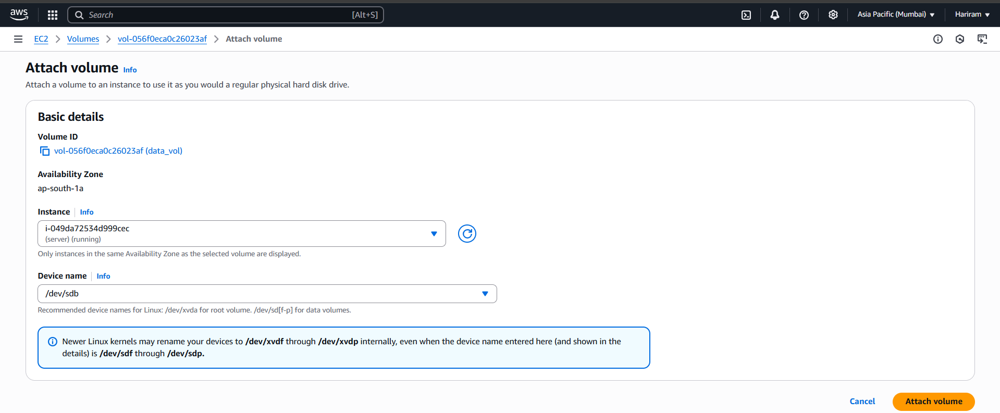 aws Search [Alt+S] Asia Pacific (Mumbai) Hariram
EC2 Volumes vol-056f0eca0c26023af Attach volume
Attach volume Info
Attach a volume to an instance to use it as you would a regular physical hard disk drive.
Basic details
Volume ID
vol-056f0eca0c26023af (data_vol)
Availability Zone
ap-south-1a
Instance Info
i-049da72534d999cec
(server) (running)
Only instances in the same Availability Zone as the selected volume are displayed.
Device name Info
/dev/sdb
Recommended device names for Linux: /dev/xvda for root volume. /dev/sd[f-p] for data volumes.
Newer Linux kernels may rename your devices to /dev/xvdf through /dev/xvdp internally, even when the device name entered here (and shown in the
details) is /dev/sdf through /dev/sdp.
Cancel Attach volume